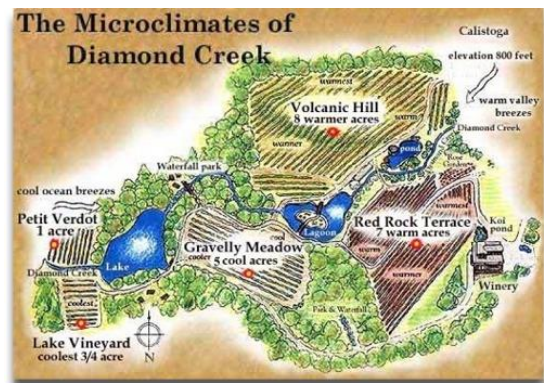 The Microclimates of
Diamond Creek
Calistoga
elevation 800 feet
warm valley
breezes
Diamond Creek
warmest
Volcanic Hill
8 warmer acres
warmer
warm
pond
Rose
Garden
Waterfall park
cool ocean breezes
Petit Verdot
1 acre
Lake
Diamond Creek
coolest
Lake Vineyard
coolest 3/4 acre
N
cool
Gravelly Meadow
cooler
5 cool acres
Lagoon
warmest
Red Rock Terrace
7 warm acres
warm
warmer
Koi
pond
Winery
Park & Waterfall